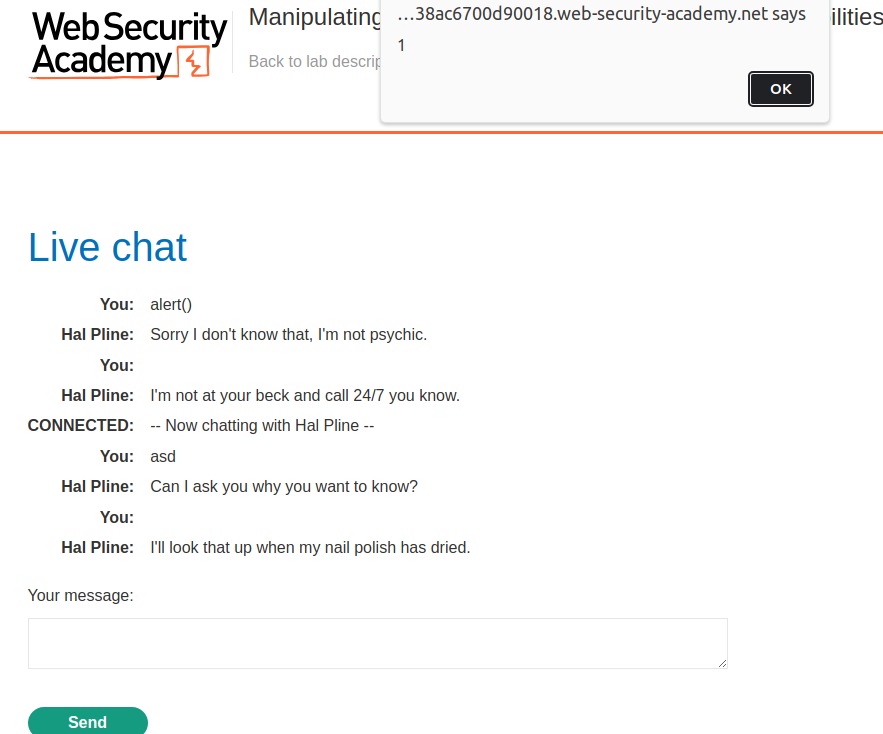 Web Security
Academy
Manipulating
Back to lab descrip
…38ac6700d90018.web-security-academy.net says
1
OK
ilities
Live chat
You: alert()
Hal Pline: Sorry I don't know that, I'm not psychic.
You:
Hal Pline: I'm not at your beck and call 24/7 you know.
CONNECTED: -- Now chatting with Hal Pline --
You: asd
Hal Pline: Can I ask you why you want to know?
You:
Hal Pline: I'll look that up when my nail polish has dried.
Your message:
Send